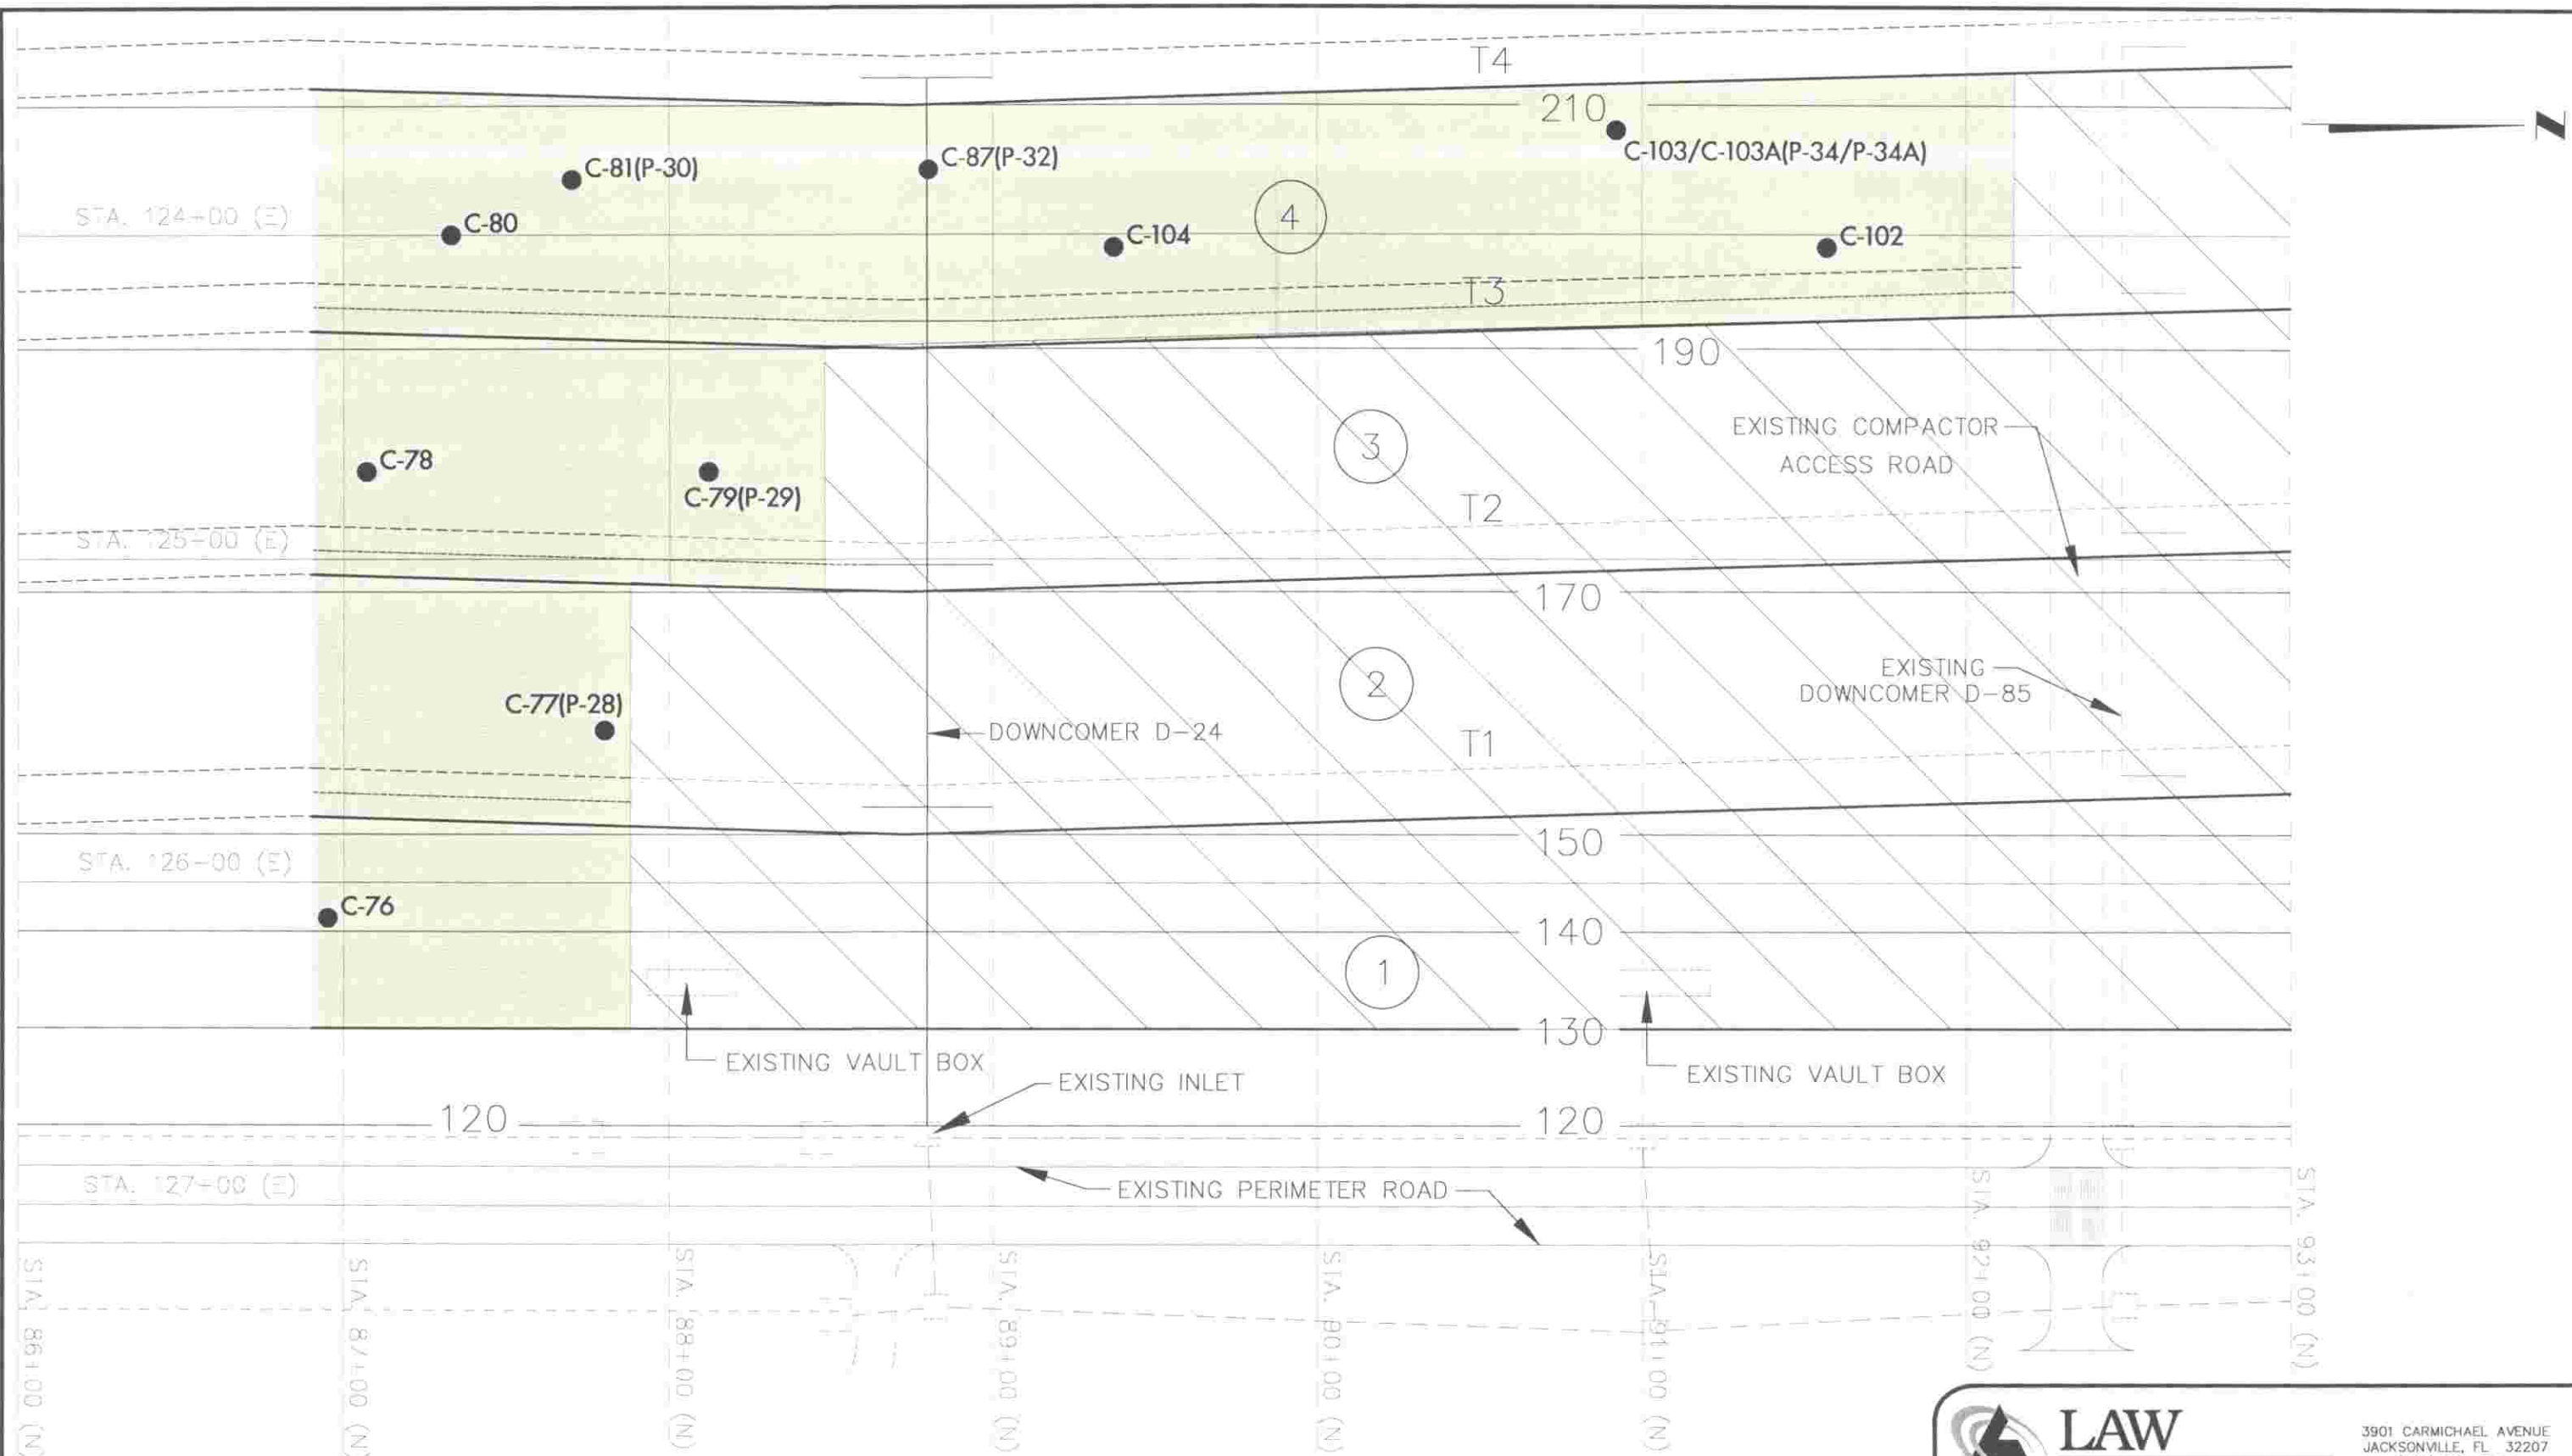 T4
210
N
C-103/C-103A(P-34/P-34A)
C-87(P-32)
C-81(P-30)
STA. 124+00 (E)
C-80
4
C-104
C-102
T3
190
EXISTING COMPACTOR
ACCESS ROAD
3
C-78
C-79(P-29)
T2
STA. 125+00 (E)
170
2
EXISTING
DOWNCOMER D-85
C-77(P-28)
DOWNCOMER D-24
T1
150
STA. 126+00 (E)
C-76
140
1
130
EXISTING VAULT BOX
EXISTING INLET
EXISTING VAULT BOX
120
120
STA. 127+00 (E)
EXISTING PERIMETER ROAD
STA. 86+00 (N)
STA. 87+00 (N)
STA. 88+00 (N)
STA. 89+00 (N)
STA. 90+00 (N)
STA. 91+00 (N)
STA. 92+00 (N)
STA. 93+00 (N)
LAW
3901 CARMICHAEL AVENUE
JACKSONVILLE, FL 32207